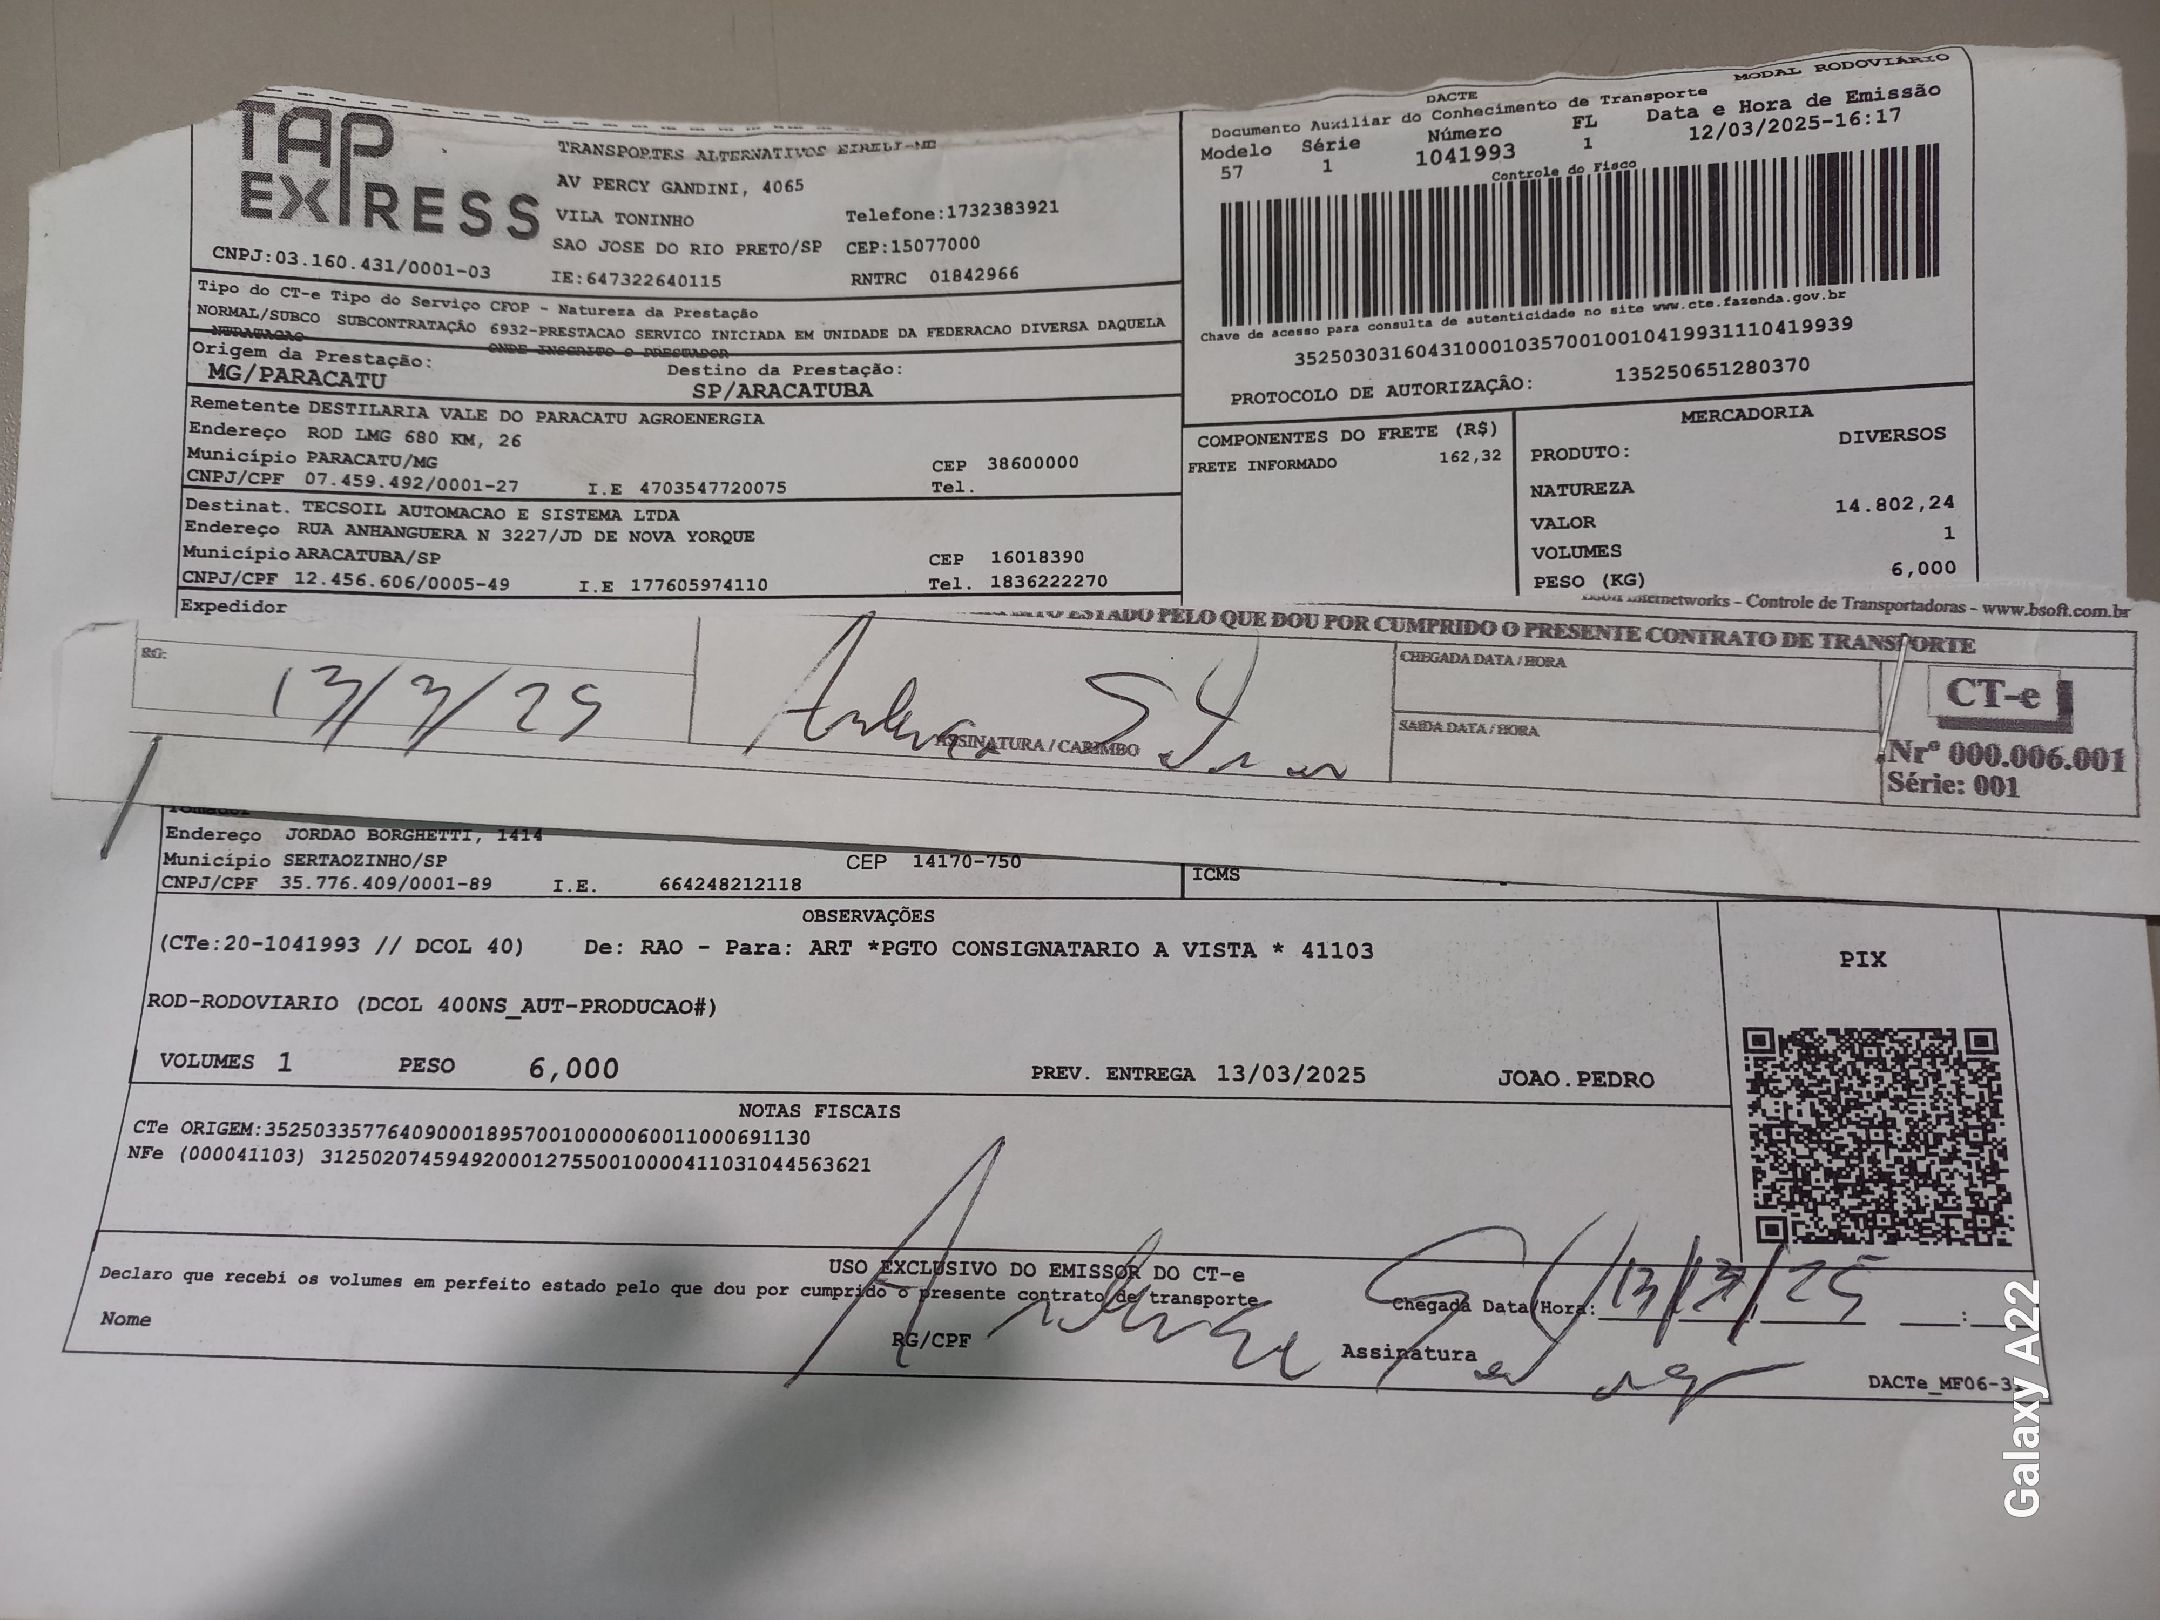 TAP
EXPRESS
CNPJ:03.160.431/0001-03
TRANSPORTES ALTERNATIVOS EIRELI-ME
AV PERCY GANDINI, 4065
VILA TONINHO
Telefone:1732383921
SAO JOSE DO RIO PRETO/SP CEP:15077000
IE:647322640115
RNTRC 01842966
MODAL RODOVIARIO
DACTE
Documento Auxiliar do Conhecimento de Transporte
Modelo Série Número FL Data e Hora de Emissão
57 1 1041993 1 12/03/2025-16:17
Controle do Fisco
Chave de acesso para consulta de autenticidade no site www.cte.fazenda.gov.br
35250303160431000103570010010419931110419939
PROTOCOLO DE AUTORIZAÇÃO: 135250651280370
Tipo do CT-e Tipo do Serviço CFOP - Natureza da Prestação
NORMAL/SUBCO SUBCONTRATAÇÃO 6932-PRESTACAO SERVICO INICIADA EM UNIDADE DA FEDERACAO DIVERSA DAQUELA
NTRATACAO ONDE INSCRITO O PRESTADOR
Origem da Prestação:
MG/PARACATU
Destino da Prestação:
SP/ARACATUBA
Remetente DESTILARIA VALE DO PARACATU AGROENERGIA
Endereço ROD LMG 680 KM, 26
Município PARACATU/MG
CEP 38600000
CNPJ/CPF 07.459.492/0001-27
I.E 4703547720075
Tel.
Destinat. TECSOIL AUTOMACAO E SISTEMA LTDA
Endereço RUA ANHANGUERA N 3227/JD DE NOVA YORQUE
Município ARACATUBA/SP
CEP 16018390
CNPJ/CPF 12.456.606/0005-49
I.E 177605974110
Tel. 1836222270
Expedidor
COMPONENTES DO FRETE (R$)
FRETE INFORMADO 162,32
MERCADORIA
PRODUTO: DIVERSOS
NATUREZA
VALOR 14.802,24
VOLUMES 1
PESO (KG) 6,000
Internetworks - Controle de Transportadoras - www.bsoft.com.br
ESTADO PELO QUE DOU POR CUMPRIDO O PRESENTE CONTRATO DE TRANSPORTE
RG:
13/3/25
ASSINATURA / CARIMBO
CHEGADA DATA / HORA
SAIDA DATA / HORA
CT-e
Nrº 000.006.001
Série: 001
Tomador
Endereço JORDAO BORGHETTI, 1414
Município SERTAOZINHO/SP
CEP 14170-750
CNPJ/CPF 35.776.409/0001-89
I.E. 664248212118
ICMS
OBSERVAÇÕES
(CTe:20-1041993 // DCOL 40) De: RAO - Para: ART *PGTO CONSIGNATARIO A VISTA * 41103
ROD-RODOVIARIO (DCOL 400NS_AUT-PRODUCAO#)
VOLUMES 1 PESO 6,000
PREV. ENTREGA 13/03/2025 JOAO.PEDRO
PIX
NOTAS FISCAIS
CTe ORIGEM:35250335776409000189570010000060011000691130
NFe (000041103) 31250207459492000127550010000411031044563621
USO EXCLUSIVO DO EMISSOR DO CT-e
Declaro que recebi os volumes em perfeito estado pelo que dou por cumprido o presente contrato de transporte
Chegada Data/Hora: 13/3/25 :
Nome
RG/CPF
Assinatura
DACTe_MF06-3
Galaxy A22